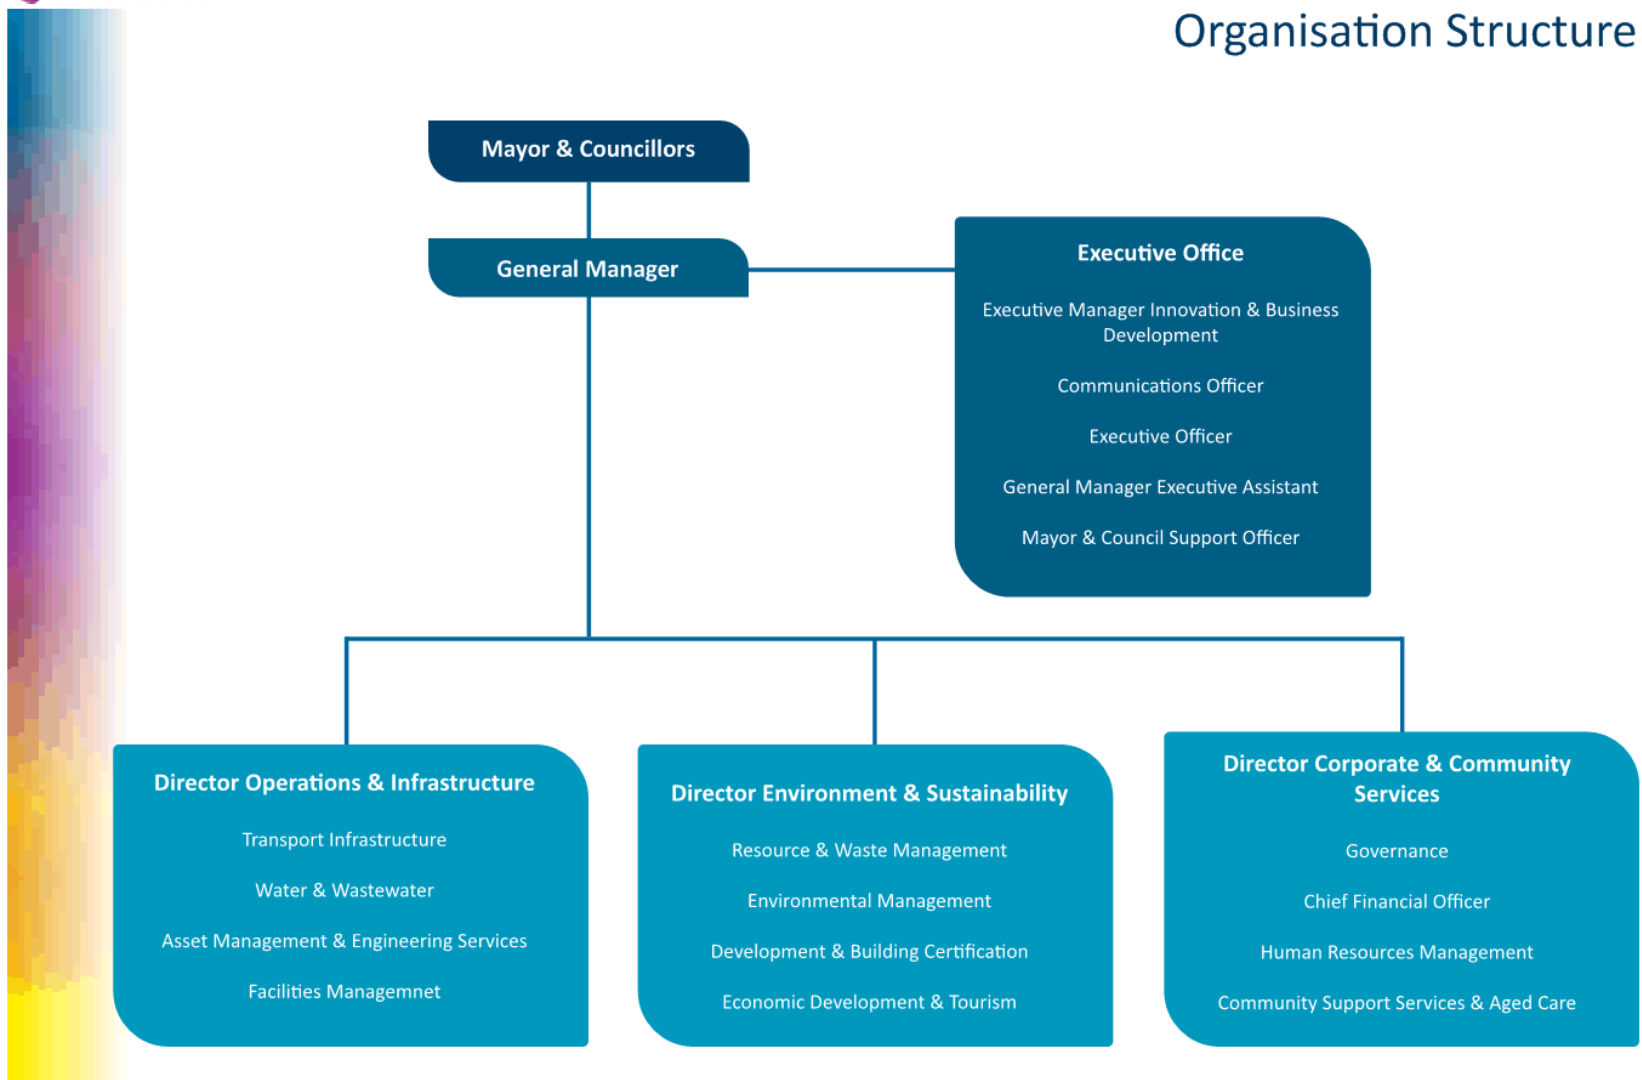 Organisation Structure
Mayor & Councillors
General Manager
Executive Office
Executive Manager Innovation & Business
Development
Communications Officer
Executive Officer
General Manager Executive Assistant
Mayor & Council Support Officer
Director Operations & Infrastructure
Transport Infrastructure
Water & Wastewater
Asset Management & Engineering Services
Facilities Managemnet
Director Environment & Sustainability
Resource & Waste Management
Environmental Management
Development & Building Certification
Economic Development & Tourism
Director Corporate & Community
Services
Governance
Chief Financial Officer
Human Resources Management
Community Support Services & Aged Care